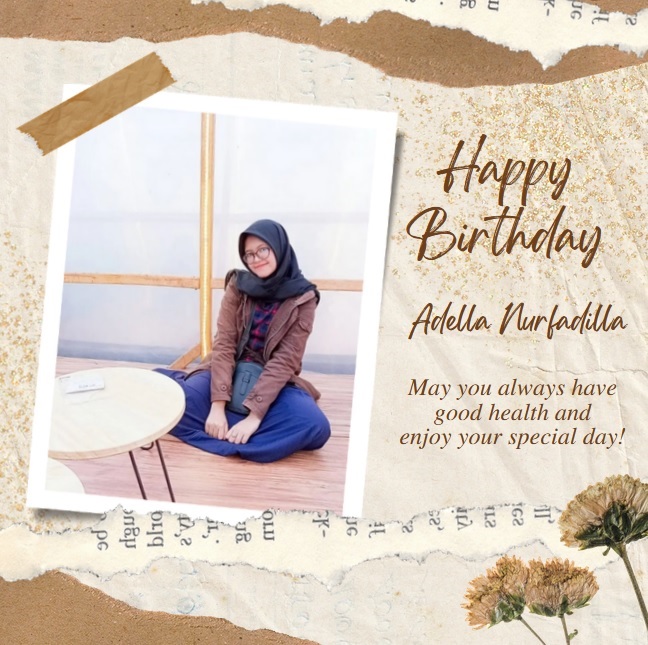 Happy
Birthday
Adella Nurfadilla
May you always have
good health and
enjoy your special day!